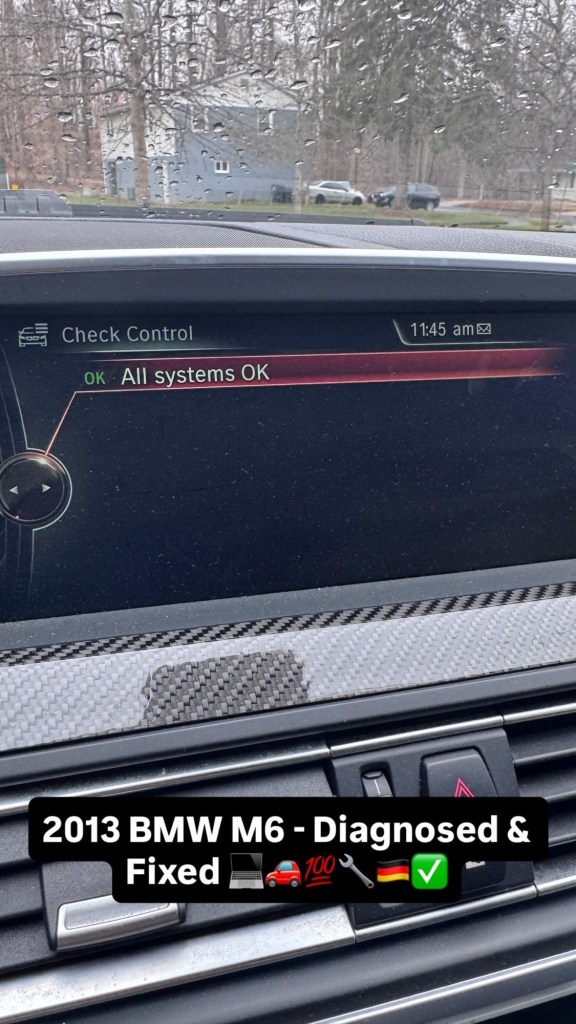 Check Control
11:45 am
OK All systems OK
2013 BMW M6 - Diagnosed &
Fixed 💻🚗💯🔧🇩🇪✅